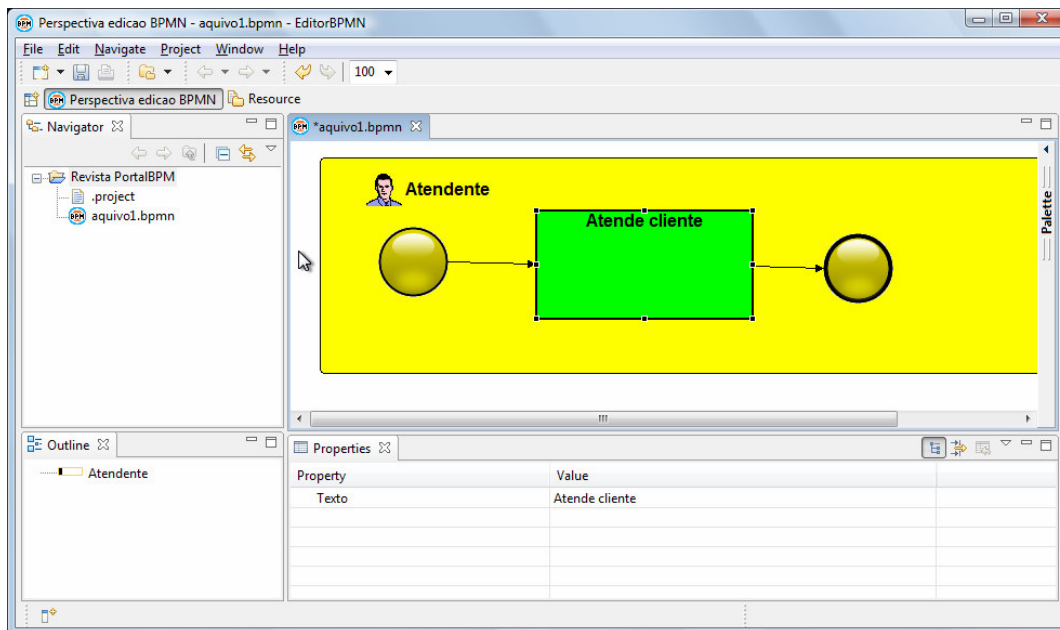 Perspectiva edicao BPMN - aquivo1.bpmn - EditorBPMN
File Edit Navigate Project Window Help
100
Perspectiva edicao BPMN Resource
Navigator
*aquivo1.bpmn
Revista PortalBPM
.project
aquivo1.bpmn
Atendente
Atende cliente
Palette
Outline
Atendente
Properties
Property Value
Texto Atende cliente